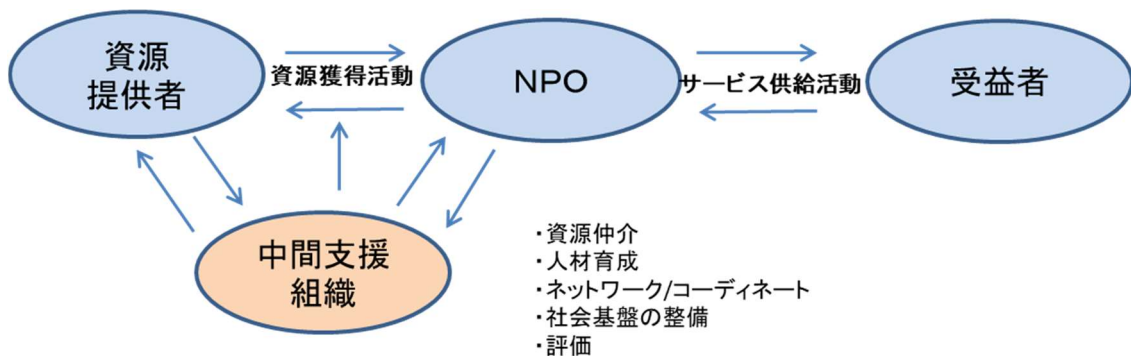 資源
提供者
資源獲得活動
NPO
サービス供給活動
受益者
中間支援
組織
・資源仲介
・人材育成
・ネットワーク/コーディネート
・社会基盤の整備
・評価